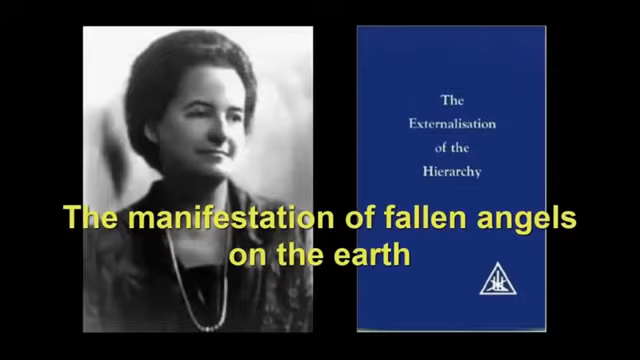 The
Externalisation
of the
Hierarchy
The manifestation of fallen angels
on the earth